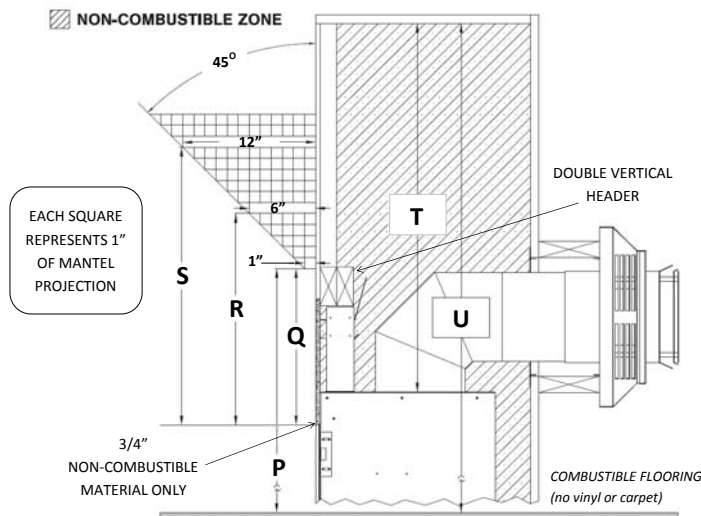 NON-COMBUSTIBLE ZONE
45°
12”
6”
1”
EACH SQUARE
REPRESENTS 1”
OF MANTEL
PROJECTION
S
R
Q
P
T
U
DOUBLE VERTICAL
HEADER
3/4”
NON-COMBUSTIBLE
MATERIAL ONLY
COMBUSTIBLE FLOORING
(no vinyl or carpet)